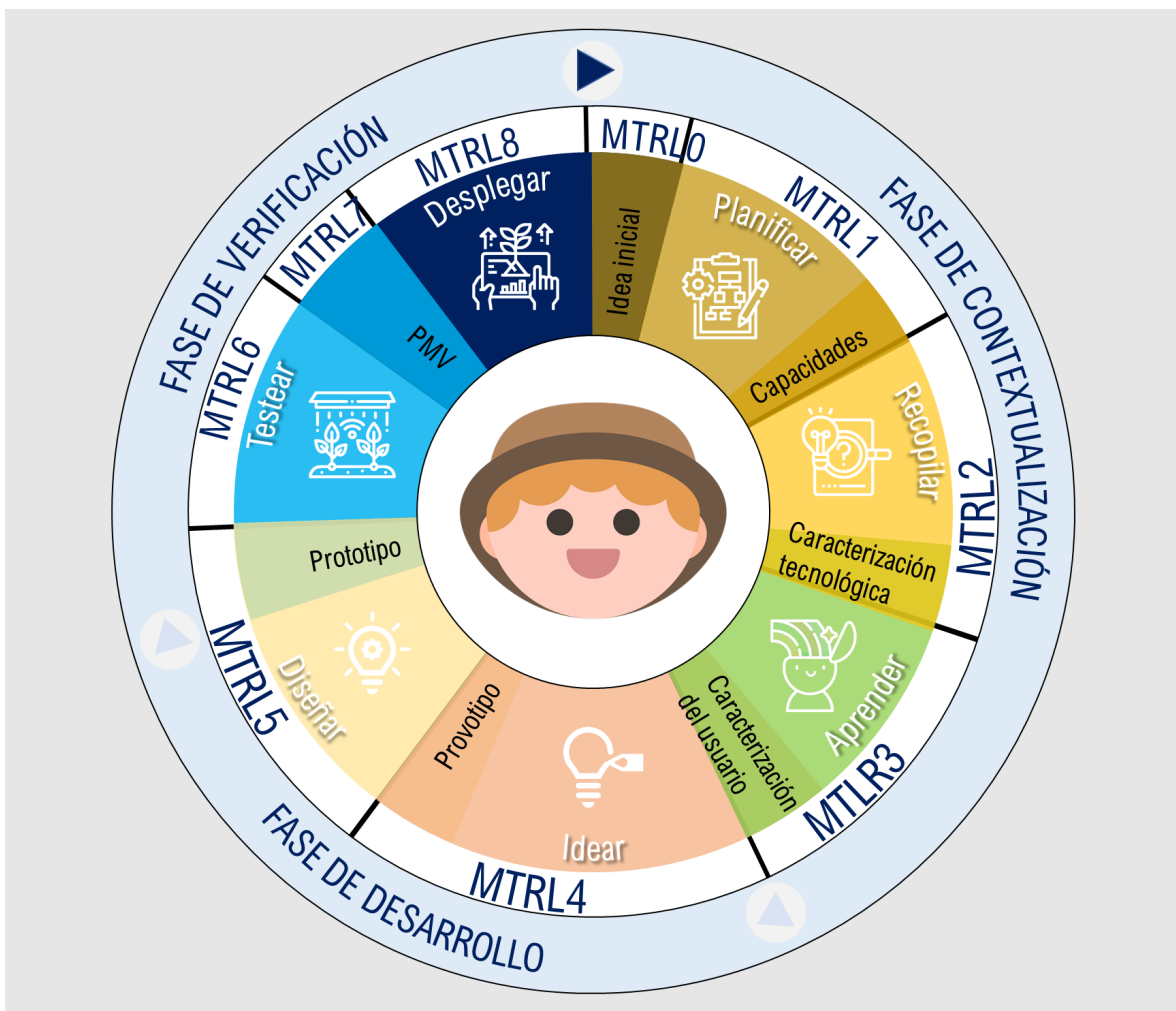 FASE DE CONTEXTUALIZACIÓN
MTRL0
Idea inicial
MTRL1
Planificar
Capacidades
MTRL2
Recopilar
?
Caracterización
tecnológica
MTLR3
Aprender
Caracterización
del usuario
FASE DE DESARROLLO
MTRL4
Idear
Provotipo
MTRL5
Diseñar
Prototipo
FASE DE VERIFICACIÓN
MTRL6
Testear
MTRL7
PMV
MTRL8
Desplegar